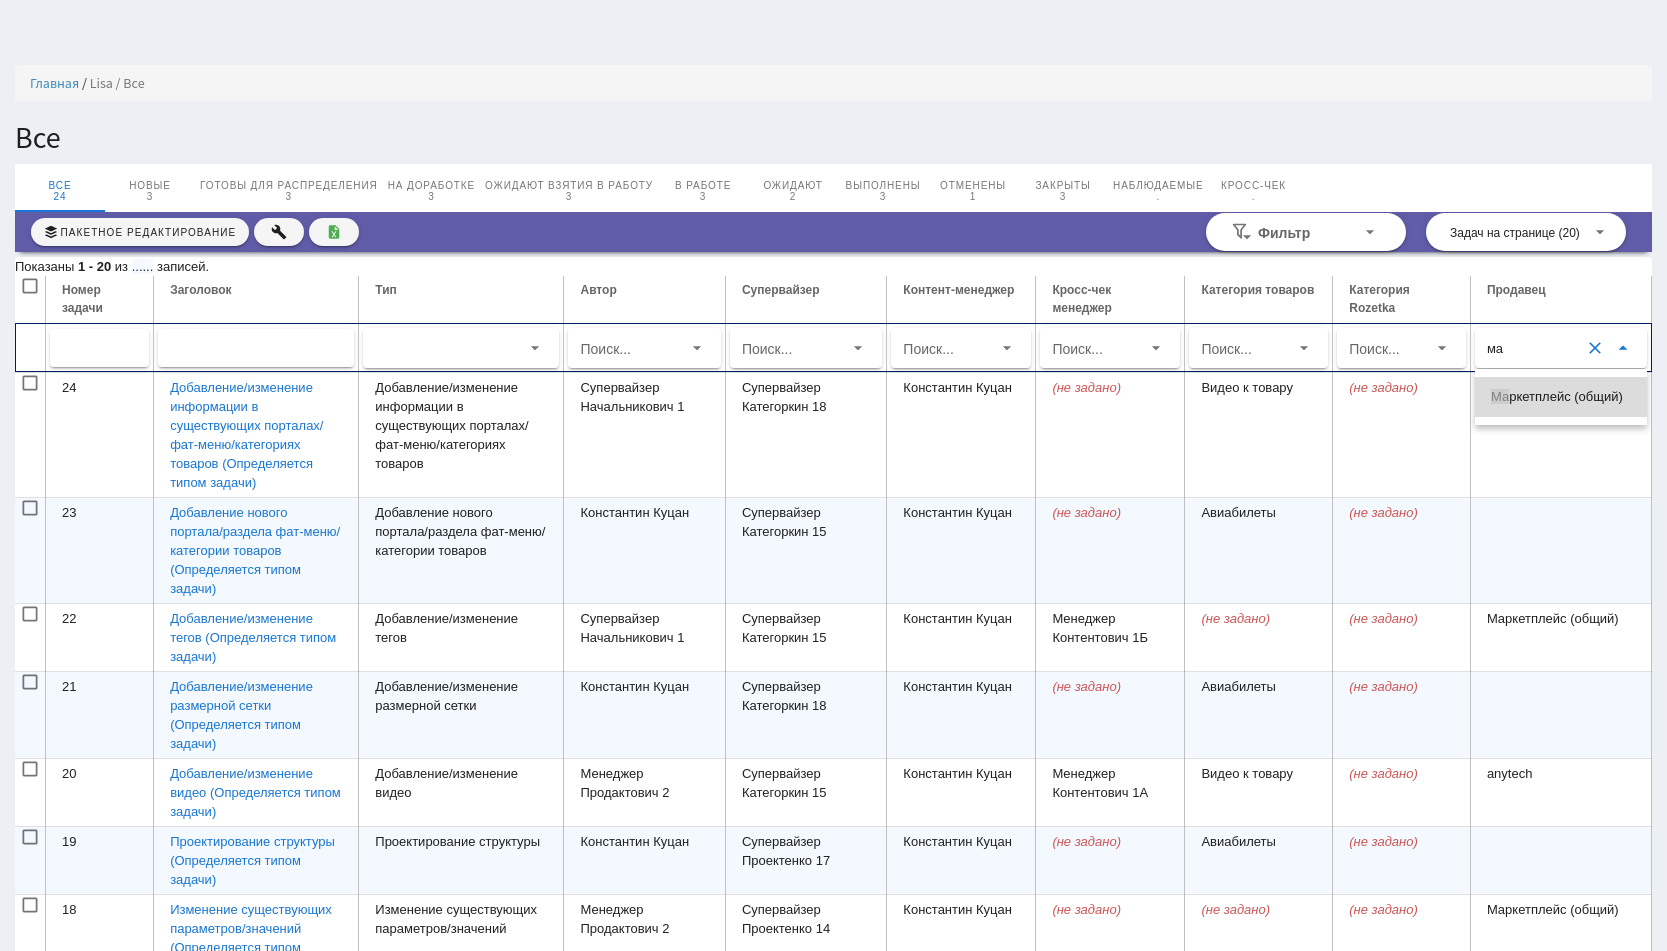 Главная / Lisa / Все
Все
ВСЕ НОВЫЕ ГОТОВЫ ДЛЯ РАСПРЕДЕЛЕНИЯ НА ДОРАБОТКЕ ОЖИДАЮТ ВЗЯТИЯ В РАБОТУ В РАБОТЕ ОЖИДАЮТ ВЫПОЛНЕНЫ ОТМЕНЕНЫ ЗАКРЫТЫ НАБЛЮДАЕМЫЕ КРОСС-ЧЕК
24 3 3 3 3 3 2 3 1 3 . .
ПАКЕТНОЕ РЕДАКТИРОВАНИЕ Фильтр Задач на странице (20)
Показаны 1 - 20 из ...... записей.
Номер Заголовок Тип Автор Супервайзер Контент-менеджер Кросс-чек Категория товаров Категория Продавец
задачи менеджер Rozetka
Поиск... Поиск... Поиск... Поиск... Поиск... Поиск... ма
Маркетплейс (общий)
24 Добавление/изменение Добавление/изменение Супервайзер Супервайзер Константин Куцан (не задано) Видео к товару (не задано)
информации в информации в Начальникович 1 Категоркин 18
существующих порталах/ существующих порталах/
фат-меню/категориях фат-меню/категориях
товаров (Определяется товаров
типом задачи)
23 Добавление нового Добавление нового Константин Куцан Супервайзер Константин Куцан (не задано) Авиабилеты (не задано)
портала/раздела фат-меню/ портала/раздела фат-меню/ Категоркин 15
категории товаров категории товаров
(Определяется типом
задачи)
22 Добавление/изменение Добавление/изменение Супервайзер Супервайзер Константин Куцан Менеджер (не задано) (не задано) Маркетплейс (общий)
тегов (Определяется типом тегов Начальникович 1 Категоркин 15 Контентович 1Б
задачи)
21 Добавление/изменение Добавление/изменение Константин Куцан Супервайзер Константин Куцан (не задано) Авиабилеты (не задано)
размерной сетки размерной сетки Категоркин 18
(Определяется типом
задачи)
20 Добавление/изменение Добавление/изменение Менеджер Супервайзер Константин Куцан Менеджер Видео к товару (не задано) anytech
видео (Определяется типом видео Продактович 2 Категоркин 15 Контентович 1А
задачи)
19 Проектирование структуры Проектирование структуры Константин Куцан Супервайзер Константин Куцан (не задано) Авиабилеты (не задано)
(Определяется типом Проектенко 17
задачи)
18 Изменение существующих Изменение существующих Менеджер Супервайзер Константин Куцан (не задано) (не задано) (не задано) Маркетплейс (общий)
параметров/значений параметров/значений Продактович 2 Проектенко 14
(Определяется типом